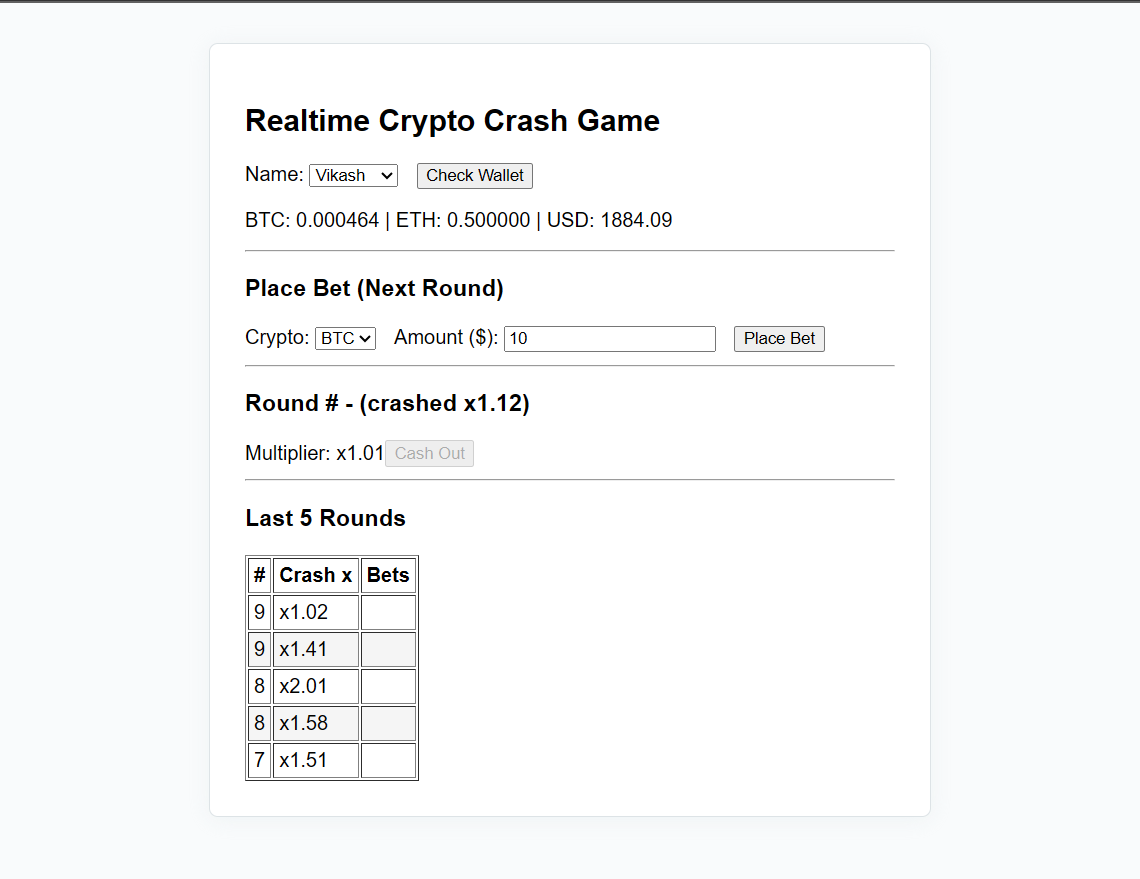 Realtime Crypto Crash Game
Name: Vikash Check Wallet
BTC: 0.000464 | ETH: 0.500000 | USD: 1884.09
Place Bet (Next Round)
Crypto: BTC Amount ($): 10 Place Bet
Round # - (crashed x1.12)
Multiplier: x1.01 Cash Out
Last 5 Rounds
# Crash x Bets
9 x1.02
9 x1.41
8 x2.01
8 x1.58
7 x1.51